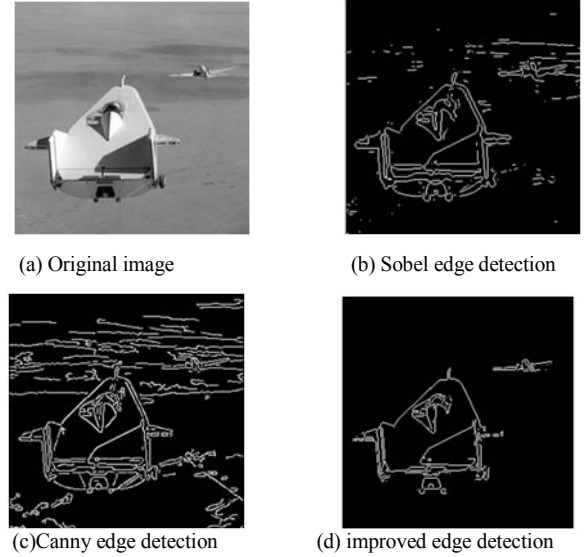 (a) Original image
(b) Sobel edge detection
(c)Canny edge detection
(d) improved edge detection